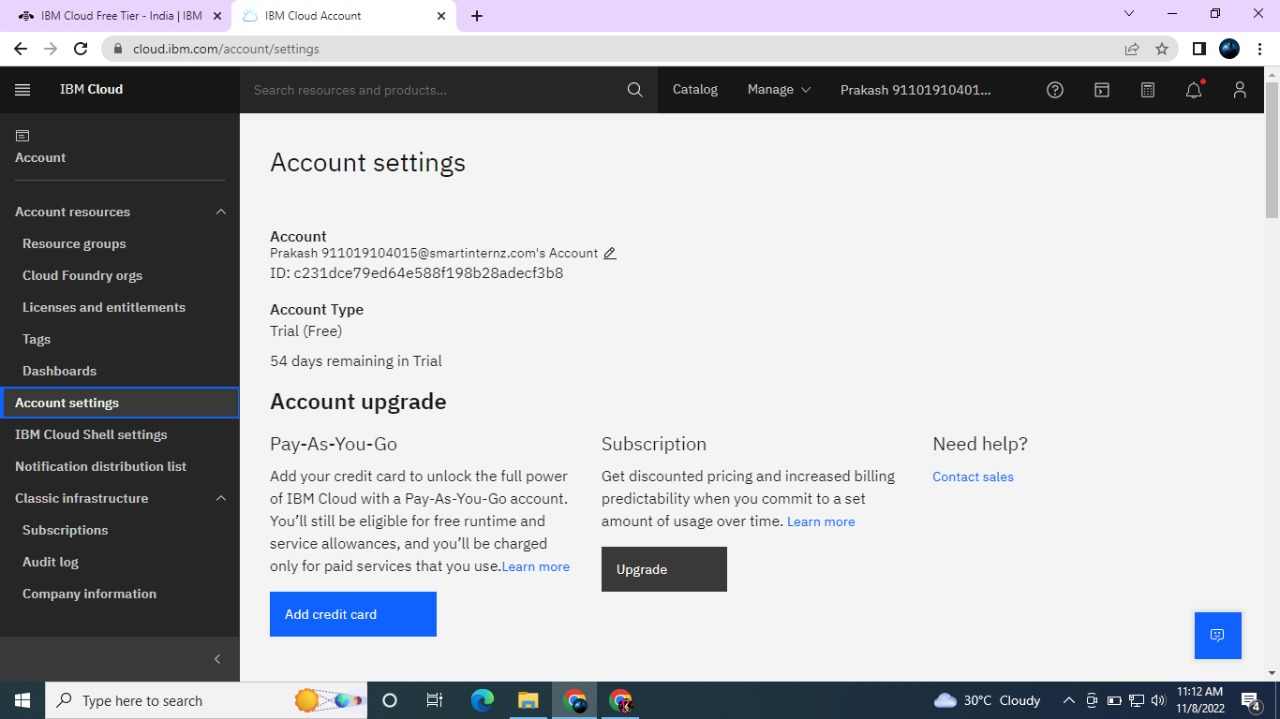 IBM Cloud Free Tier - India | IBM
IBM Cloud Account
cloud.ibm.com/account/settings
IBM Cloud
Search resources and products...
Catalog
Manage
Prakash 91101910401...
Account
Account resources
Resource groups
Cloud Foundry orgs
Licenses and entitlements
Tags
Dashboards
Account settings
IBM Cloud Shell settings
Notification distribution list
Classic infrastructure
Subscriptions
Audit log
Company information
Account settings
Account
Prakash 911019104015@smartinternz.com's Account
ID: c231dce79ed64e588f198b28adecf3b8
Account Type
Trial (Free)
54 days remaining in Trial
Account upgrade
Pay-As-You-Go
Add your credit card to unlock the full power
of IBM Cloud with a Pay-As-You-Go account.
You’ll still be eligible for free runtime and
service allowances, and you’ll be charged
only for paid services that you use.Learn more
Add credit card
Subscription
Get discounted pricing and increased billing
predictability when you commit to a set
amount of usage over time. Learn more
Upgrade
Need help?
Contact sales
Type here to search
30°C Cloudy
11:12 AM
11/8/2022
4